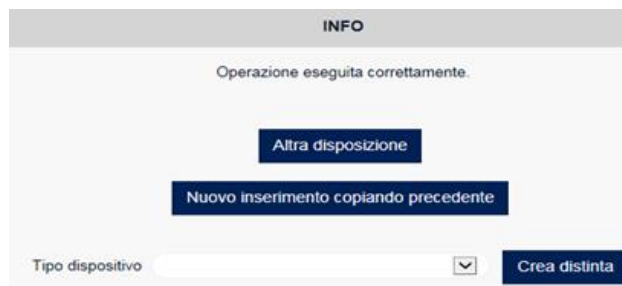 INFO
Operazione eseguita correttamente.
Altra disposizione
Nuovo inserimento copiando precedente
Tipo dispositivo
Crea distinta